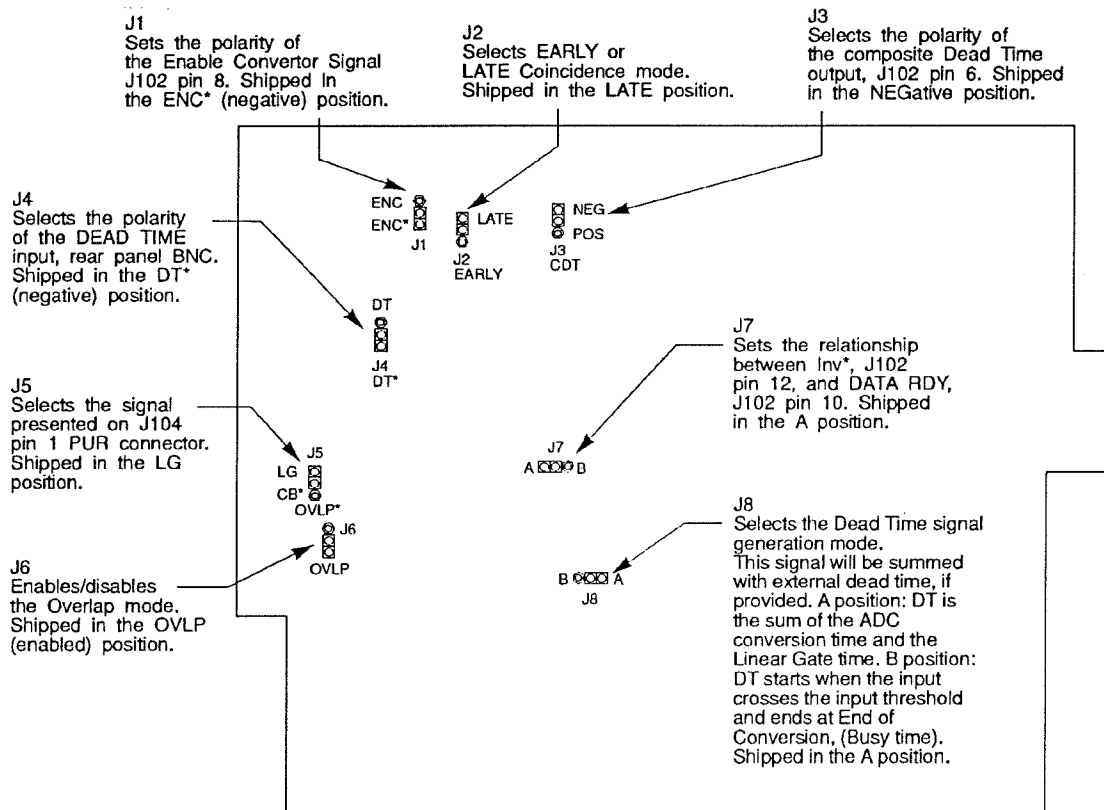 J1
Sets the polarity of
the Enable Convertor Signal
J102 pin 8. Shipped In
the ENC* (negative) position.
J2
Selects EARLY or
LATE Coincidence mode.
Shipped in the LATE position.
J3
Selects the polarity of
the composite Dead Time
output, J102 pin 6. Shipped
in the NEGative position.
J4
Selects the polarity
of the DEAD TIME
input, rear panel BNC.
Shipped in the DT*
(negative) position.
ENC
ENC*
J1
LATE
J2
EARLY
NEG
POS
J3
CDT
DT
J4
DT*
J7
Sets the relationship
between Inv*, J102
pin 12, and DATA RDY,
J102 pin 10. Shipped
in the A position.
J5
Selects the signal
presented on J104
pin 1 PUR connector.
Shipped in the LG
position.
J5
LG
CB*
OVLP*
J6
OVLP
J7
A B
J6
Enables/disables
the Overlap mode.
Shipped in the OVLP
(enabled) position.
B A
J8
J8
Selects the Dead Time signal
generation mode.
This signal will be summed
with external dead time, if
provided. A position: DT is
the sum of the ADC
conversion time and the
Linear Gate time. B position:
DT starts when the input
crosses the input threshold
and ends at End of
Conversion, (Busy time).
Shipped in the A position.